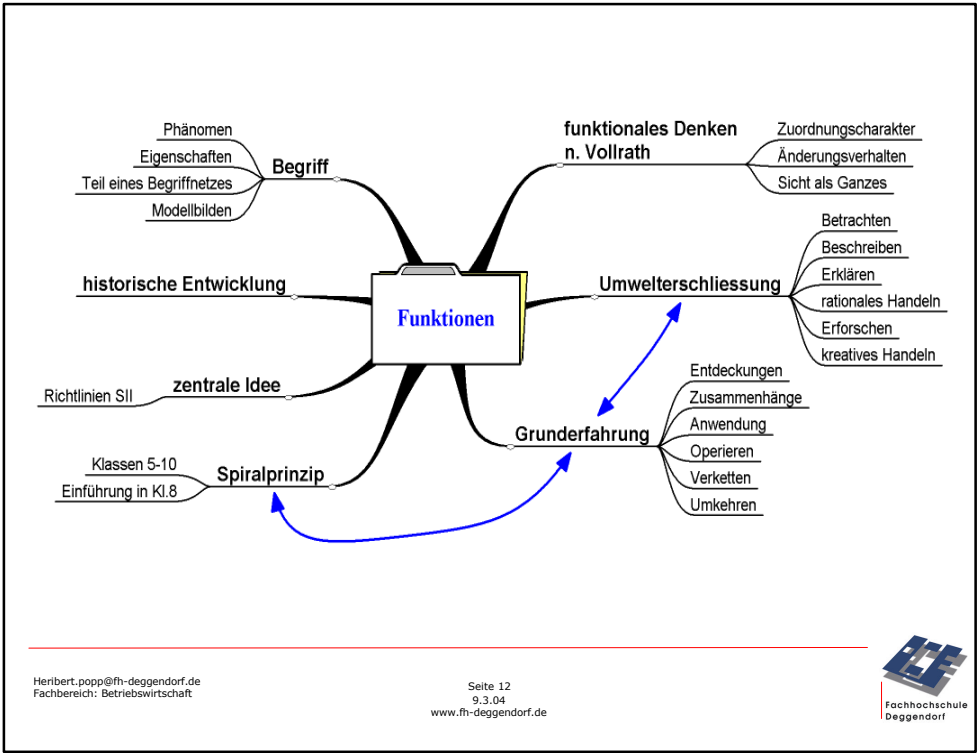 Phänomen
Eigenschaften
Teil eines Begriffnetzes
Modellbilden
Begriff
historische Entwicklung
Richtlinien SII
zentrale Idee
Klassen 5-10
Einführung in Kl.8
Spiralprinzip
Funktionen
funktionales Denken
n. Vollrath
Zuordnungscharakter
Änderungsverhalten
Sicht als Ganzes
Umwelterschliessung
Betrachten
Beschreiben
Erklären
rationales Handeln
Erforschen
kreatives Handeln
Grunderfahrung
Entdeckungen
Zusammenhänge
Anwendung
Operieren
Verketten
Umkehren
Heribert.popp@fh-deggendorf.de
Fachbereich: Betriebswirtschaft
Seite 12
9.3.04
www.fh-deggendorf.de
Fachhochschule
Deggendorf